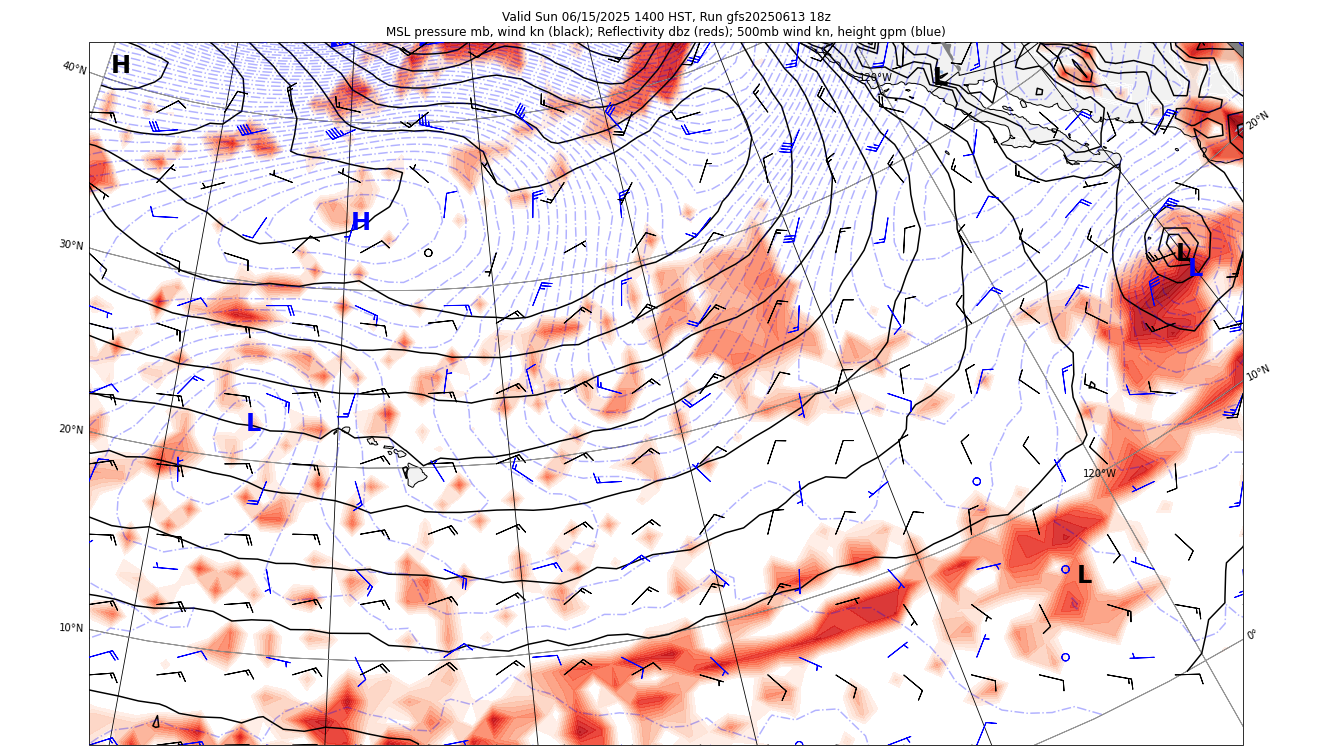 Valid Sun 06/15/2025 1400 HST, Run gfs20250613 18z
MSL pressure mb, wind kn (black); Reflectivity dbz (reds); 500mb wind kn, height gpm (blue)
40°N
H
120°W
L
20°N
H
30°N
L
L
10°N
L
20°N
120°W
L
10°N
0°